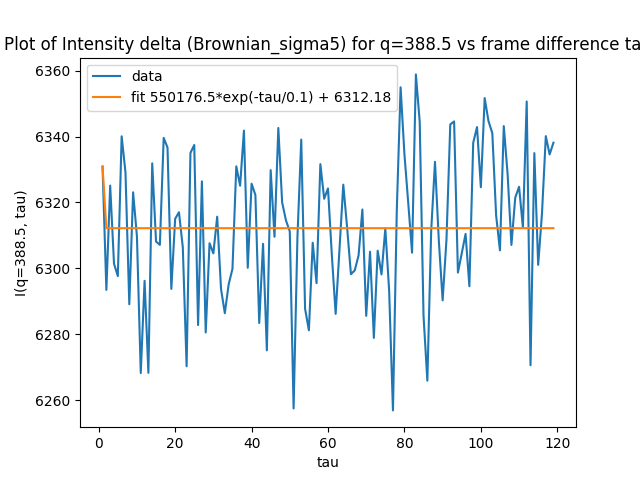 Plot of Intensity delta (Brownian_sigma5) for q=388.5 vs frame difference ta
data
fit 550176.5*exp(-tau/0.1) + 6312.18
I(q=388.5, tau)
6360
6340
6320
6300
6280
6260
0 20 40 60 80 100 120
tau